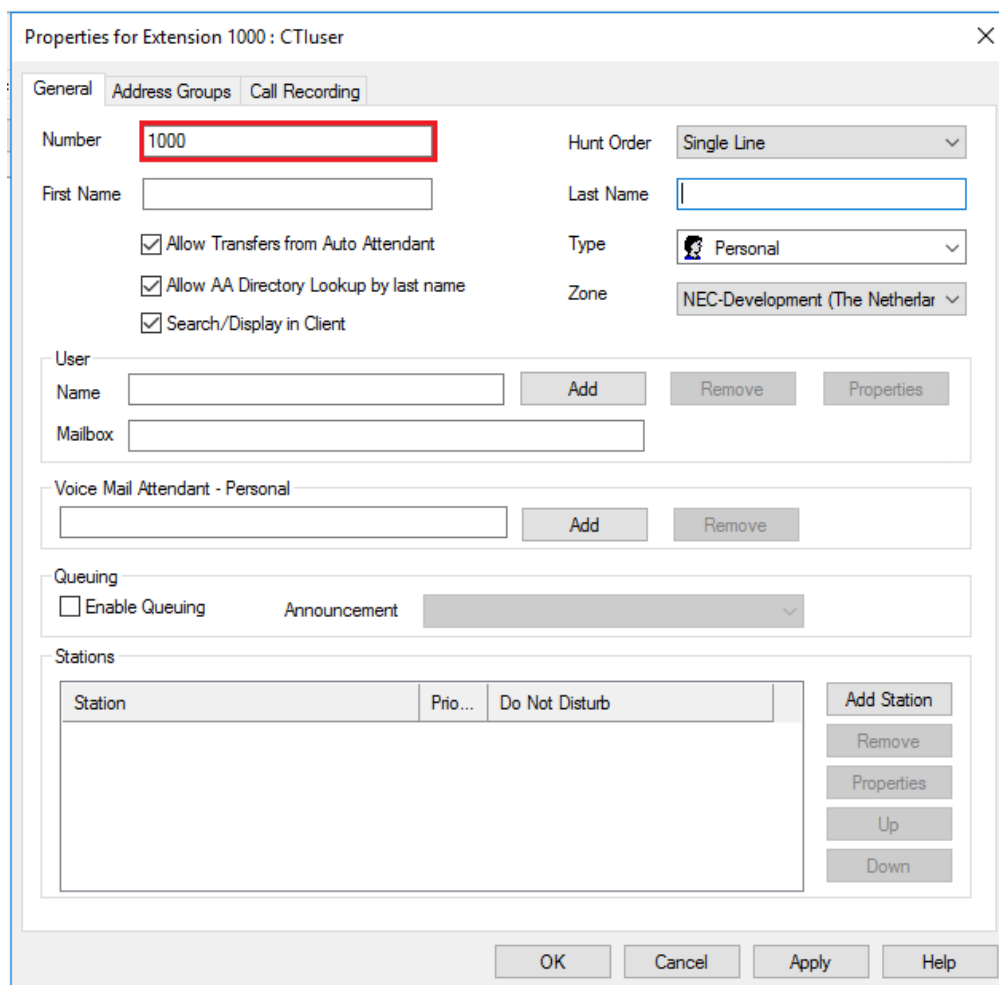 Properties for Extension 1000 : CTIuser
General Address Groups Call Recording
Number 1000 Hunt Order Single Line
First Name Last Name
Allow Transfers from Auto Attendant Type Personal
Allow AA Directory Lookup by last name Zone NEC-Development (The Netherlar
Search/Display in Client
User
Name Add Remove Properties
Mailbox
Voice Mail Attendant - Personal
Add Remove
Queuing
Enable Queuing Announcement
Stations
Station Prio... Do Not Disturb Add Station
Remove
Properties
Up
Down
OK Cancel Apply Help